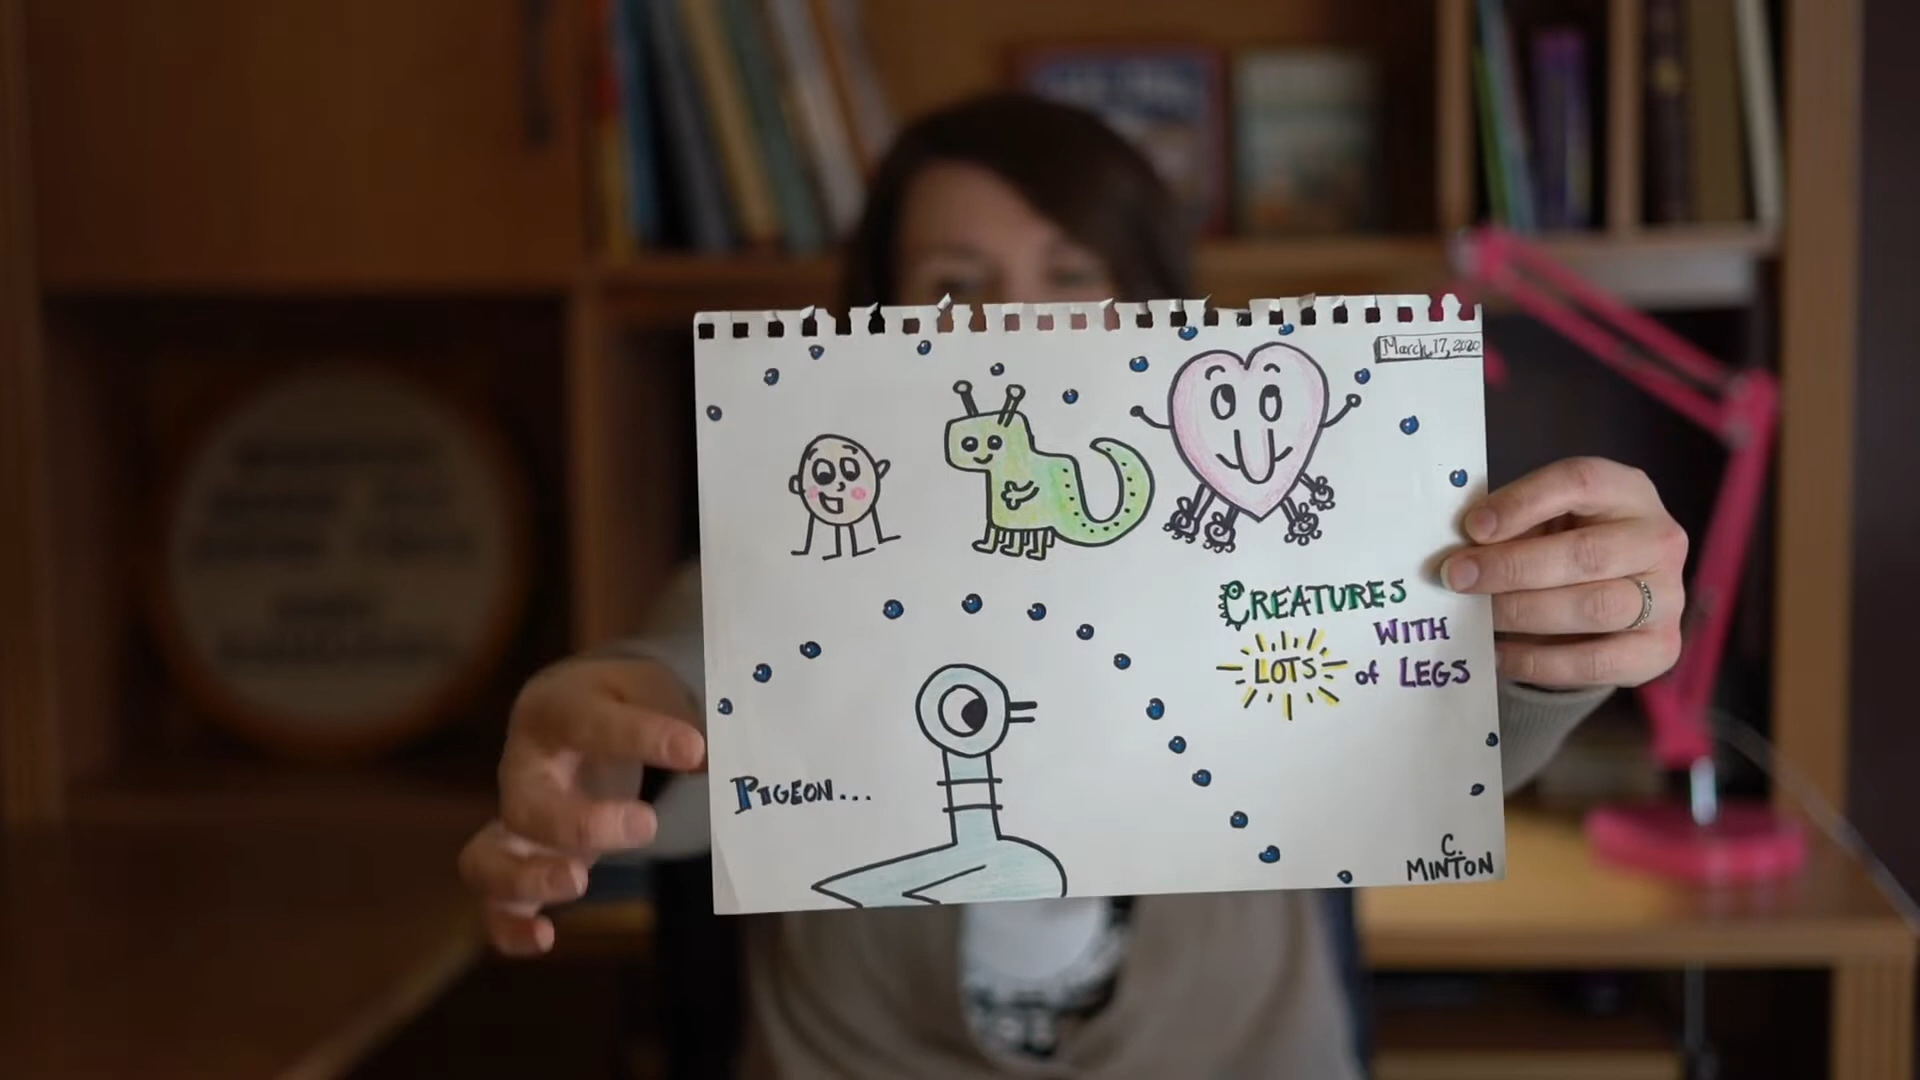 March, 17, 2020
CREATURES
WITH
LOTS of LEGS
PIGEON...
C.
MINTON